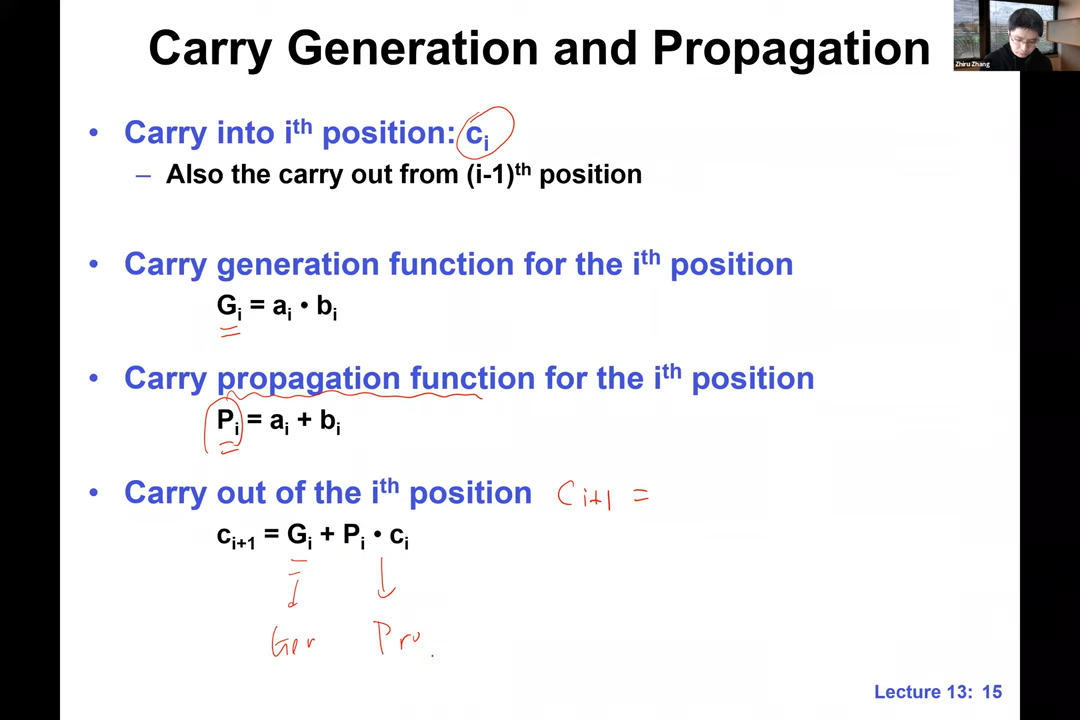 Carry Generation and Propagation
Zhiru Zhang
• Carry into iᵗʰ position: cᵢ
– Also the carry out from (i-1)ᵗʰ position
• Carry generation function for the iᵗʰ position
Gᵢ = aᵢ • bᵢ
• Carry propagation function for the iᵗʰ position
Pᵢ = aᵢ + bᵢ
• Carry out of the iᵗʰ position Cᵢ₊₁ =
cᵢ₊₁ = Gᵢ + Pᵢ • cᵢ
Gen Pro.
Lecture 13: 15